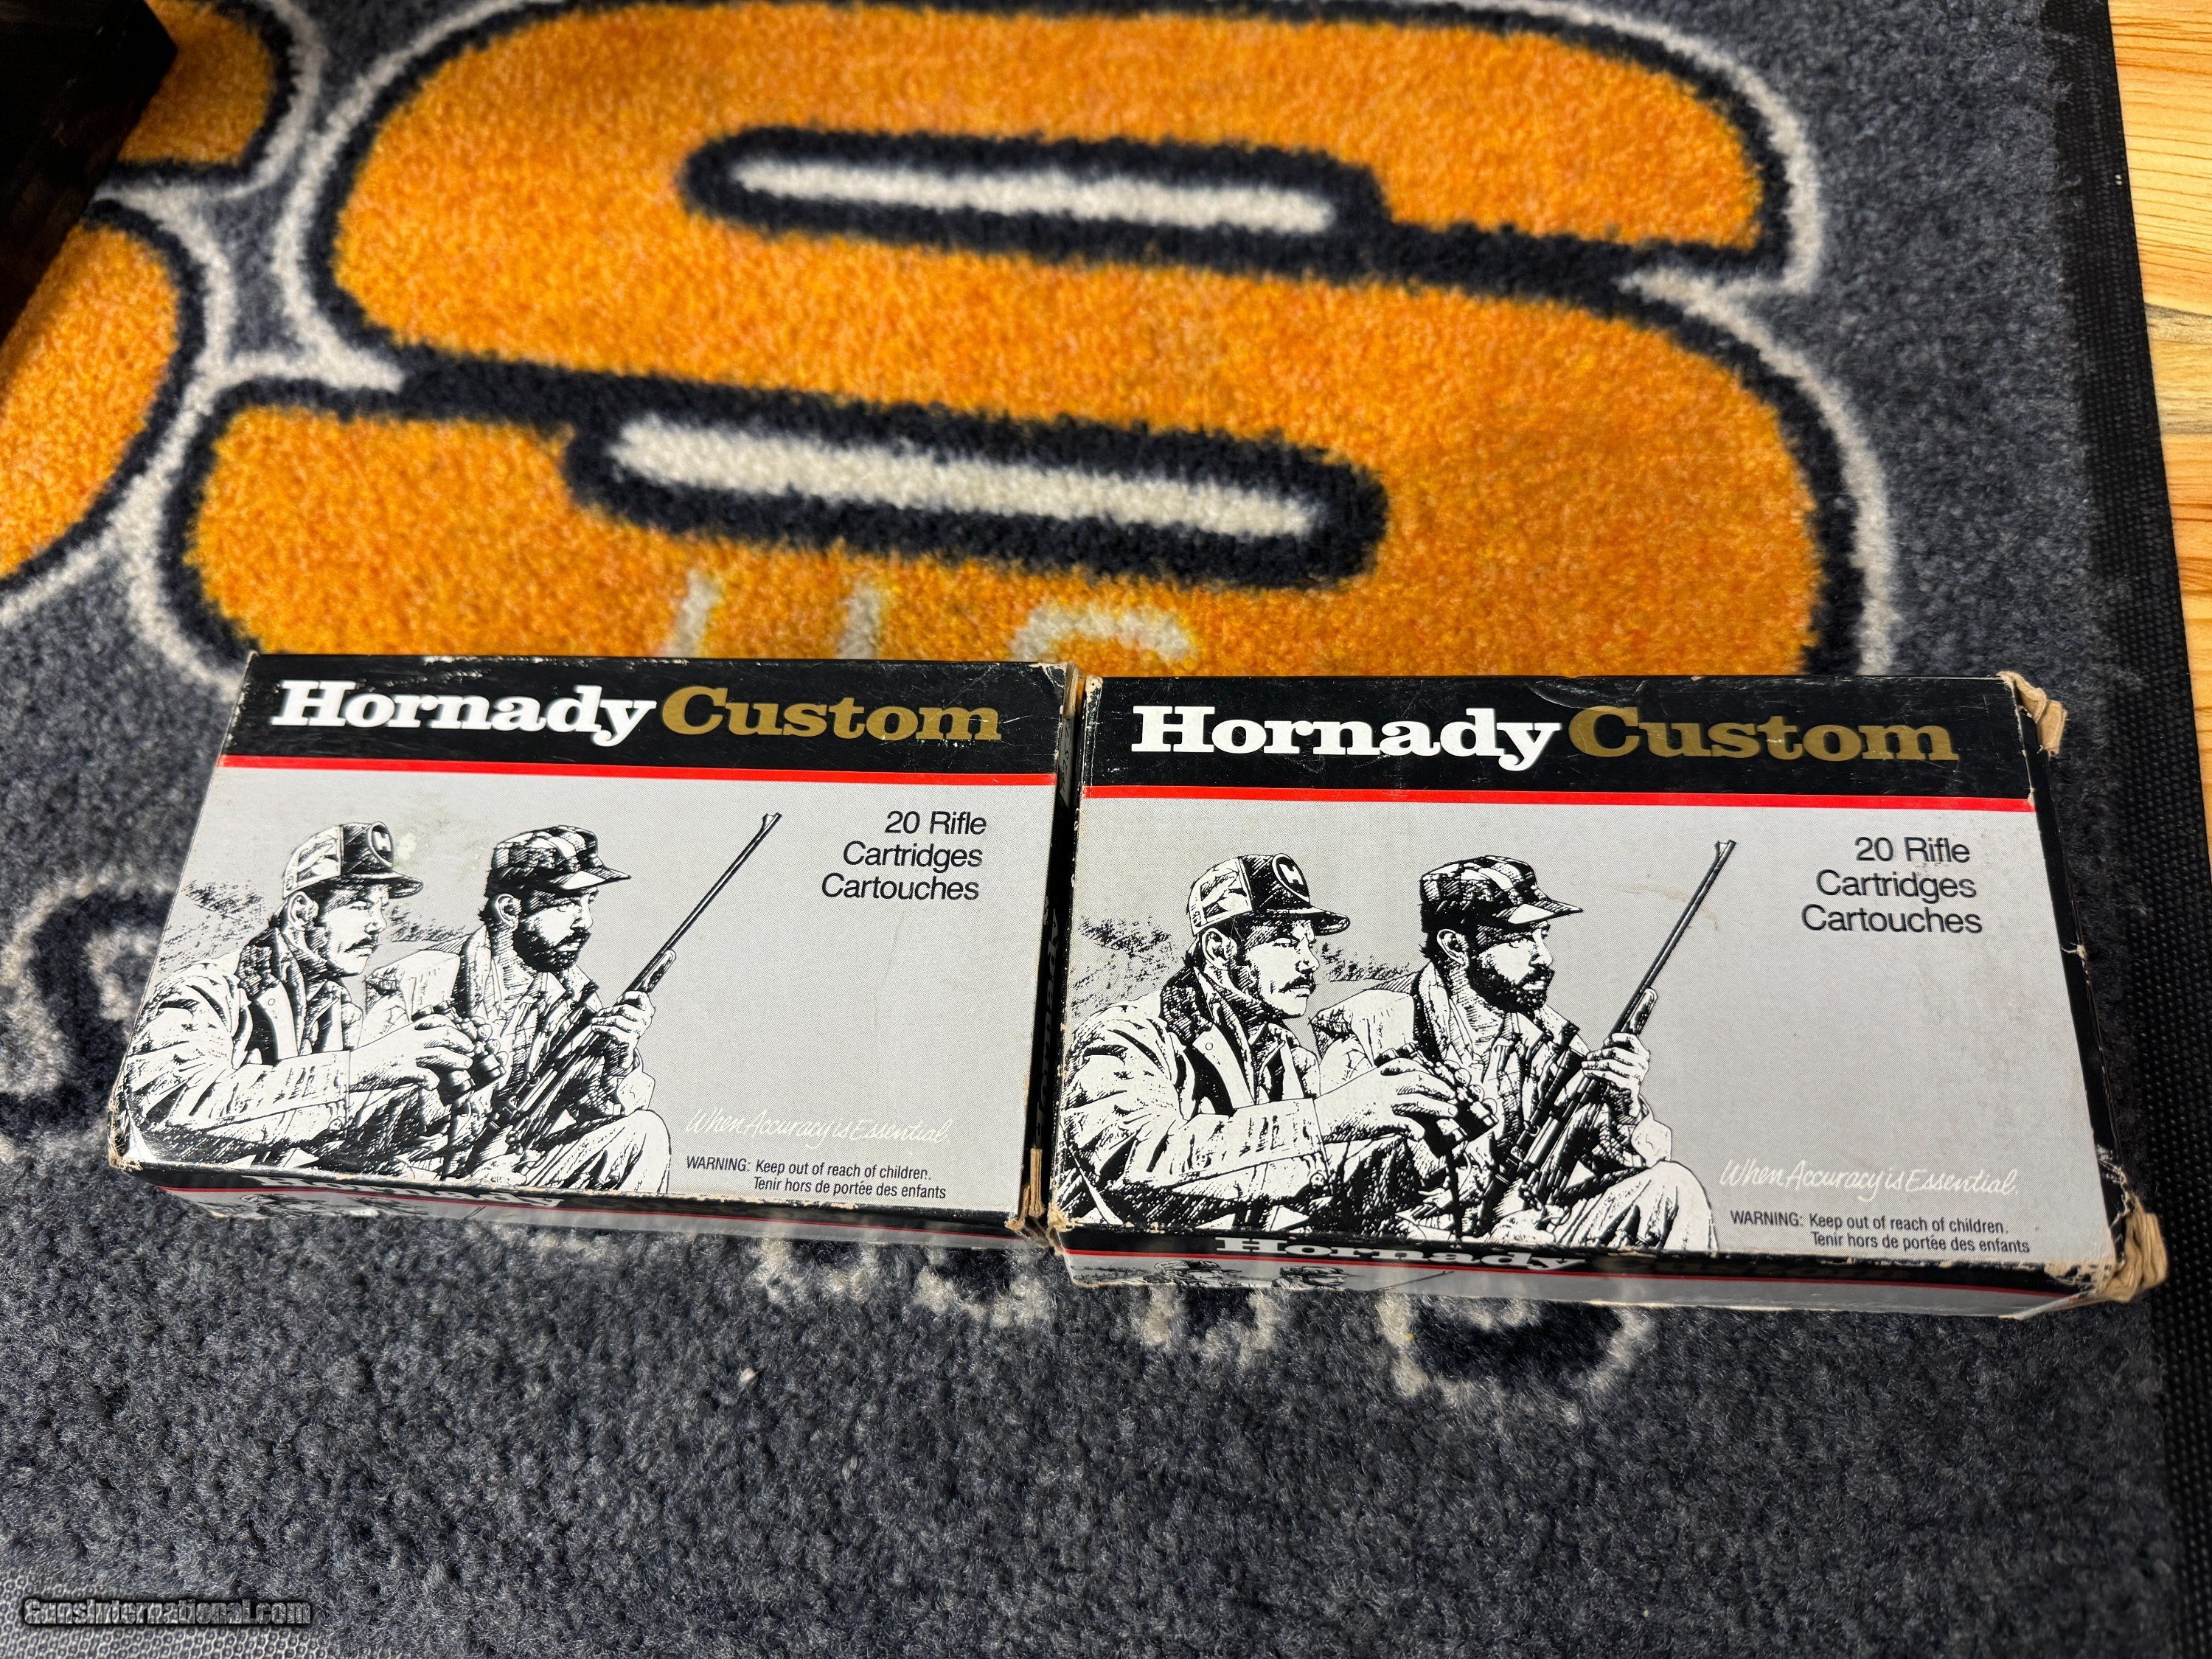 Hornady Custom
20 Rifle
Cartridges
Cartouches
When Accuracy is Essential.
WARNING: Keep out of reach of children.
Tenir hors de portée des enfants
Hornady
Hornady Custom
20 Rifle
Cartridges
Cartouches
When Accuracy is Essential.
WARNING: Keep out of reach of children.
Tenir hors de portée des enfants
Hornady
GunsInternational.com